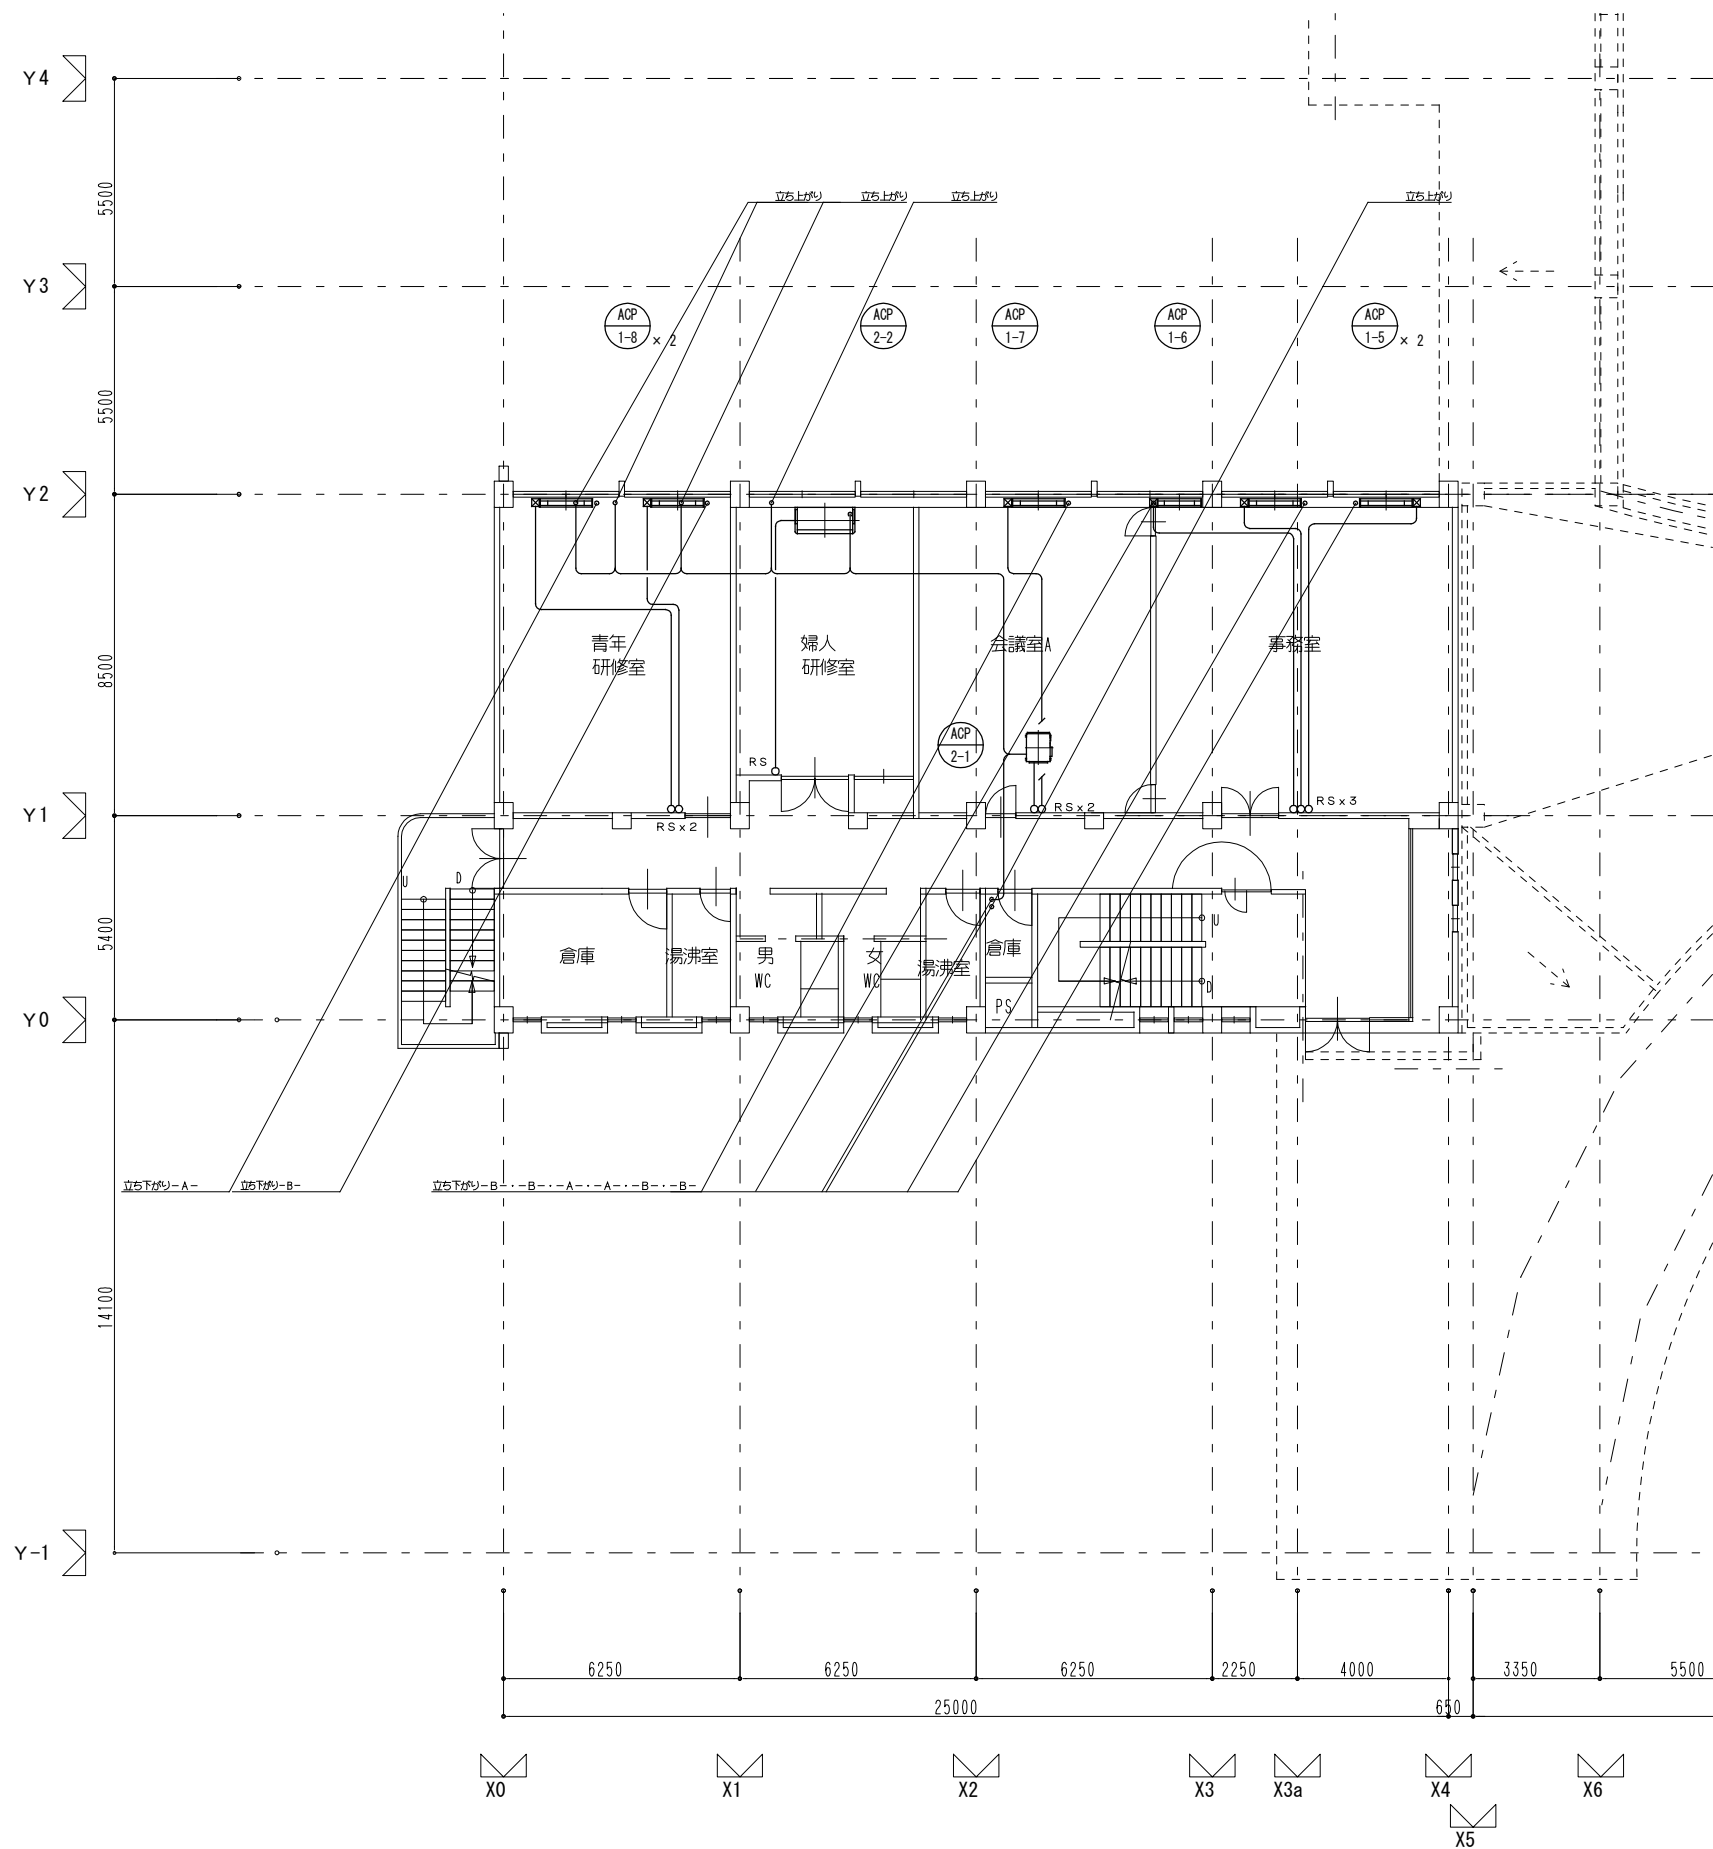 Y4
5500
立ち上がり
立ち上がり
立ち上がり
立ち上がり
Y3
ACP
1-8
× 2
ACP
2-2
ACP
1-7
ACP
1-6
ACP
1-5
× 2
5500
Y2
8500
青年
研修室
婦人
研修室
会議室A
事務室
ACP
2-1
RS
RSx2
RSx2
RSx3
Y1
U
D
5400
倉庫
湯沸室
男
WC
女
WC
湯沸室
倉庫
PS
U
D
Y0
立ち下がり-A-
立ち下がり-B-
立ち下がり-B-・-B-・-A-・-A-・-B-・-B-
14100
Y-1
6250
6250
6250
2250
4000
3350
5500
25000
650
X0
X1
X2
X3
X3a
X4
X6
X5